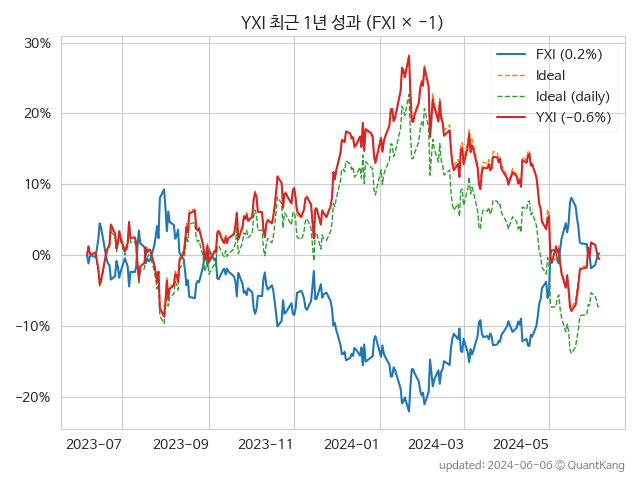 YXI 최근 1년 성과 (FXI × −1)
30%
20%
10%
0%
−10%
−20%
FXI (0.2%)
Ideal
Ideal (daily)
YXI (−0.6%)
2023-07
2023-09
2023-11
2024-01
2024-03
2024-05
updated: 2024-06-06 © QuantKang